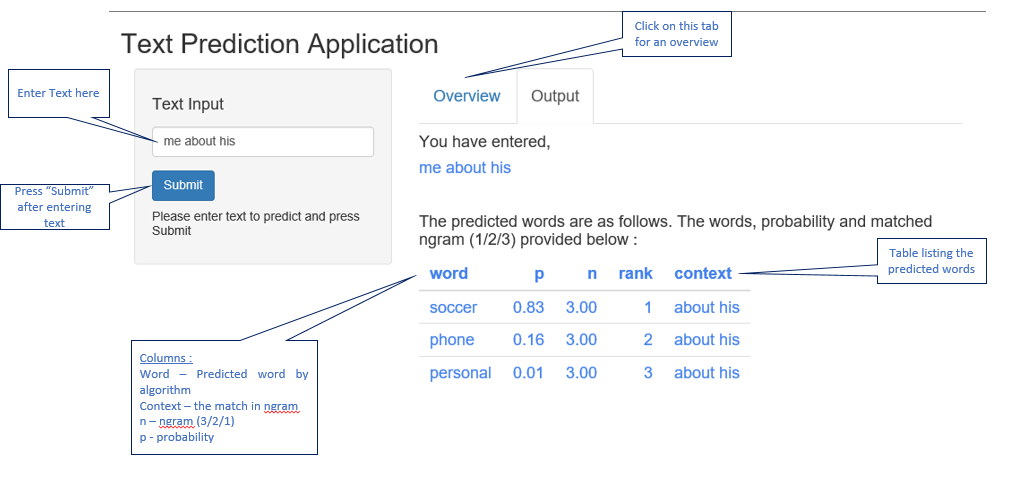 Text Prediction Application
Click on this tab
for an overview
Enter Text here
Text Input
me about his
Submit
Please enter text to predict and press
Submit
Press “Submit”
after entering
text
Overview
Output
You have entered,
me about his
The predicted words are as follows. The words, probability and matched
ngram (1/2/3) provided below :
word p n rank context
soccer 0.83 3.00 1 about his
phone 0.16 3.00 2 about his
personal 0.01 3.00 3 about his
Table listing the
predicted words
Columns :
Word – Predicted word by
algorithm
Context – the match in ngram
n – ngram (3/2/1)
p - probability